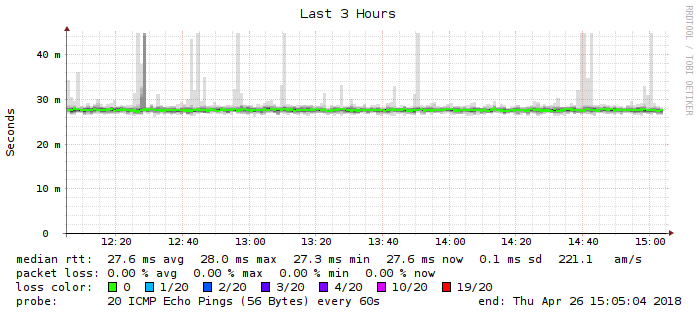 Last 3 Hours
RRDTOOL / TOBI OETIKER
Seconds
40 m
30 m
20 m
10 m
0
12:20 12:40 13:00 13:20 13:40 14:00 14:20 14:40 15:00
median rtt: 27.6 ms avg 28.0 ms max 27.3 ms min 27.6 ms now 0.1 ms sd 221.1 am/s
packet loss: 0.00 % avg 0.00 % max 0.00 % min 0.00 % now
loss color: 0 1/20 2/20 3/20 4/20 10/20 19/20
probe: 20 ICMP Echo Pings (56 Bytes) every 60s end: Thu Apr 26 15:05:04 2018